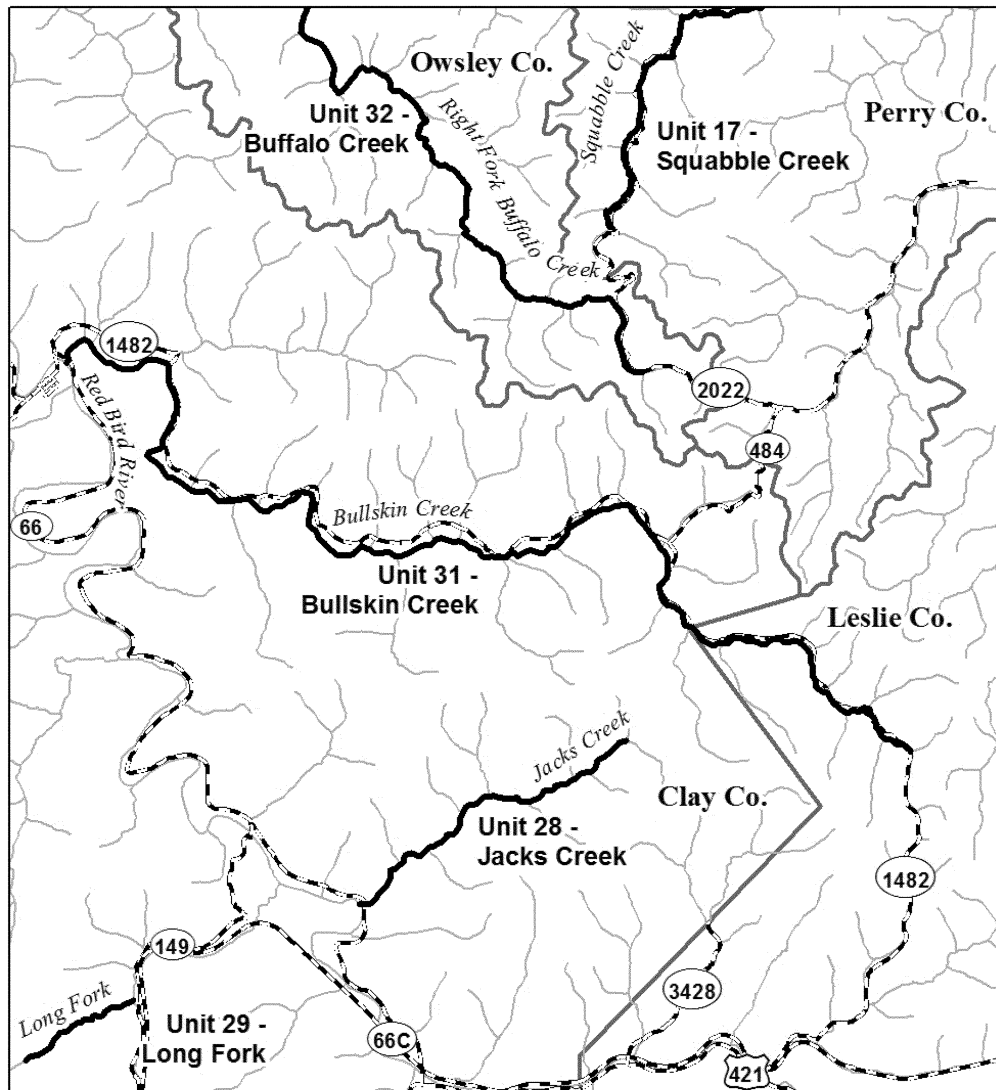 Owsley Co.
Squabble Creek
Unit 32 -
Buffalo Creek
Right Fork Buffalo Creek
Unit 17 -
Squabble Creek
Perry Co.
1482
Red Bird River
2022
484
66
Bullskin Creek
Unit 31 -
Bullskin Creek
Leslie Co.
Jacks Creek
Clay Co.
Unit 28 -
Jacks Creek
1482
149
3428
Long Fork
Unit 29 -
Long Fork
66C
421